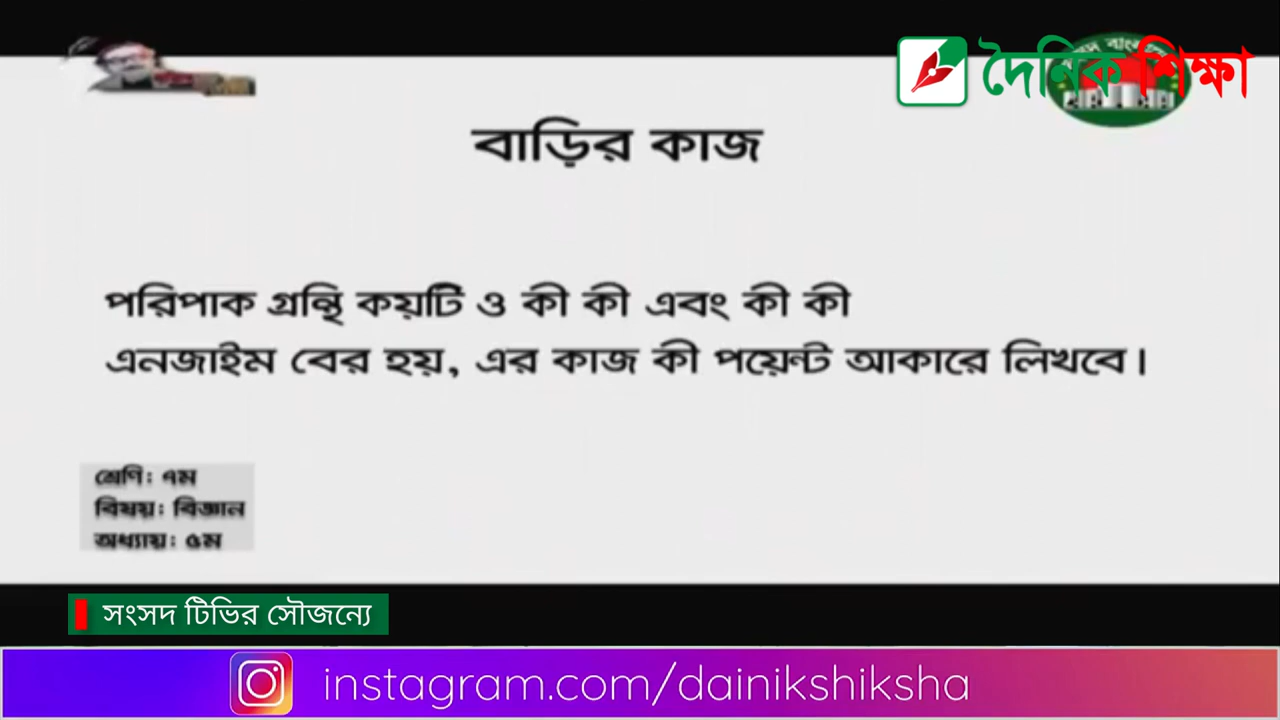 দৈনিক শিক্ষা
বাড়ির কাজ
পরিপাক গ্রন্থি কয়টি ও কী কী এবং কী কী
এনজাইম বের হয়, এর কাজ কী পয়েন্ট আকারে লিখবে।
শ্রেণি: ৭ম
বিষয়: বিজ্ঞান
অধ্যায়: ৫ম
সংসদ টিভির সৌজন্যে
instagram.com/dainikshiksha